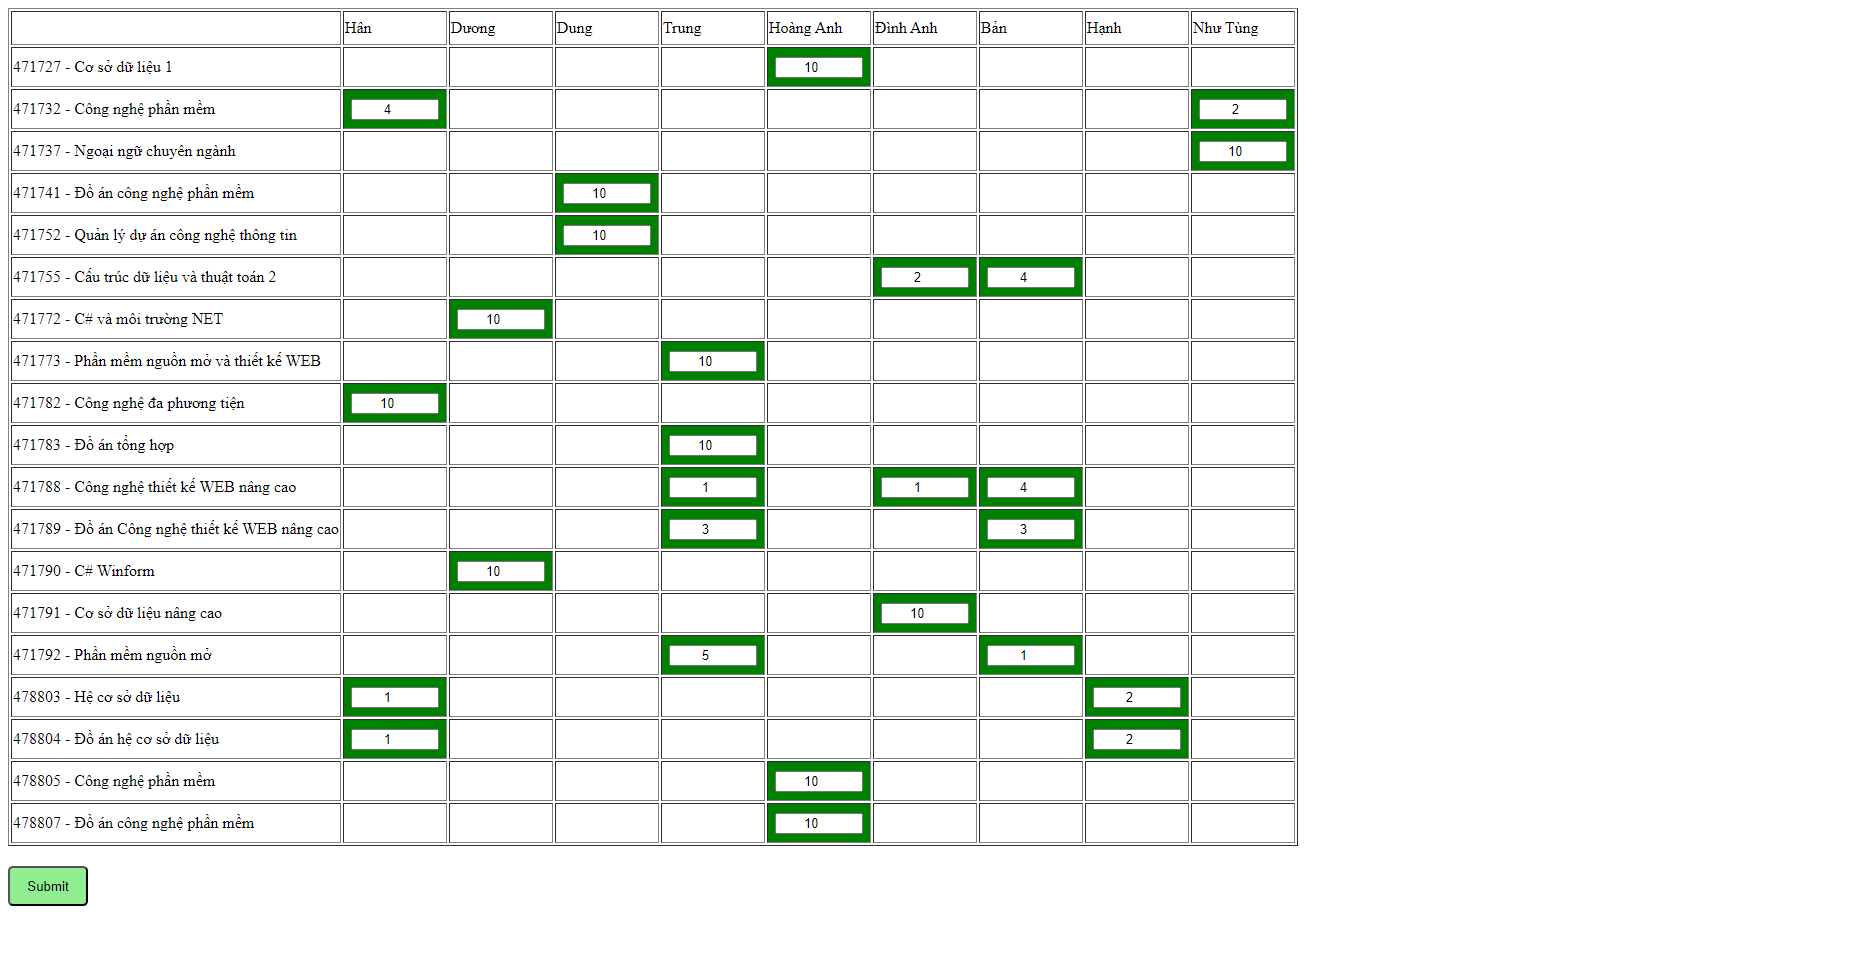 Hân Dương Dung Trung Hoàng Anh Đình Anh Bản Hạnh Như Tùng
471727 - Cơ sở dữ liệu 1 10
471732 - Công nghệ phần mềm 4 2
471737 - Ngoại ngữ chuyên ngành 10
471741 - Đồ án công nghệ phần mềm 10
471752 - Quản lý dự án công nghệ thông tin 10
471755 - Cấu trúc dữ liệu và thuật toán 2 2 4
471772 - C# và môi trường NET 10
471773 - Phần mềm nguồn mở và thiết kế WEB 10
471782 - Công nghệ đa phương tiện 10
471783 - Đồ án tổng hợp 10
471788 - Công nghệ thiết kế WEB nâng cao 1 1 4
471789 - Đồ án Công nghệ thiết kế WEB nâng cao 3 3
471790 - C# Winform 10
471791 - Cơ sở dữ liệu nâng cao 10
471792 - Phần mềm nguồn mở 5 1
478803 - Hệ cơ sở dữ liệu 1 2
478804 - Đồ án hệ cơ sở dữ liệu 1 2
478805 - Công nghệ phần mềm 10
478807 - Đồ án công nghệ phần mềm 10
Submit